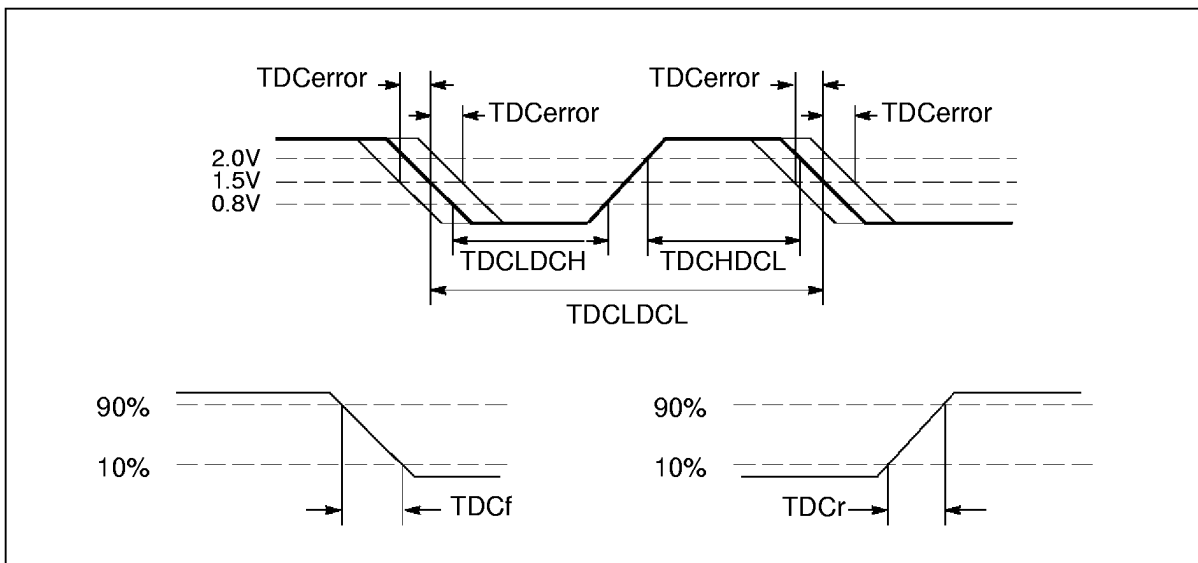 TDCerror TDCerror
TDCerror TDCerror
2.0V
1.5V
0.8V
TDCLDCH TDCHDCL
TDCLDCL
90% 90%
10% 10%
TDCf TDCr